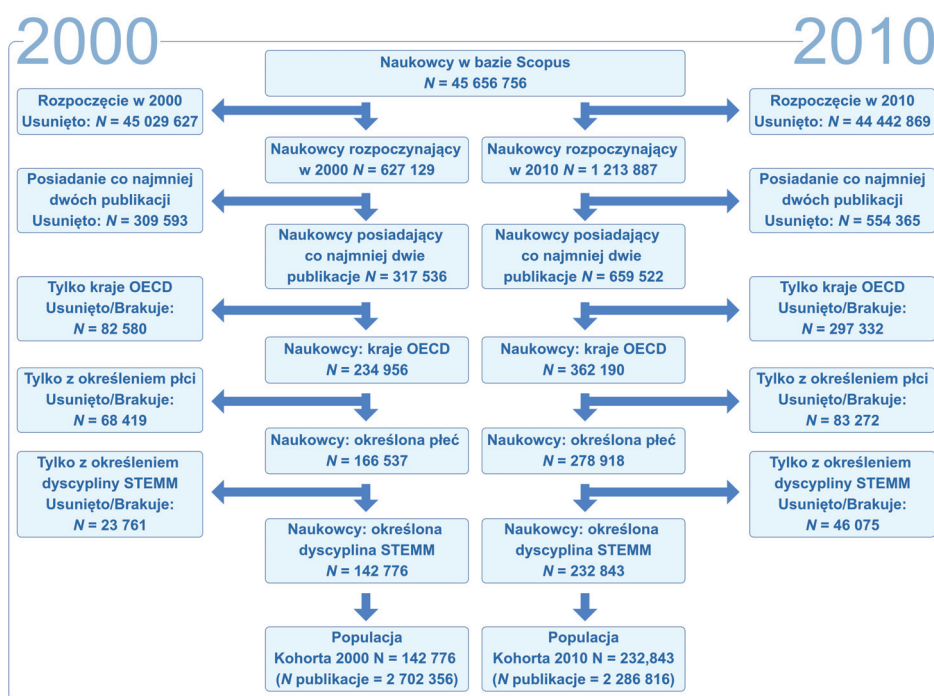 2000
2010
Naukowcy w bazie Scopus
N = 45 656 756
Rozpoczęcie w 2000
Usunięto: N = 45 029 627
Rozpoczęcie w 2010
Usunięto: N = 44 442 869
Naukowcy rozpoczynający
w 2000 N = 627 129
Naukowcy rozpoczynający
w 2010 N = 1 213 887
Posiadanie co najmniej
dwóch publikacji
Usunięto: N = 309 593
Posiadanie co najmniej
dwóch publikacji
Usunięto: N = 554 365
Naukowcy posiadający
co najmniej dwie
publikacje N = 317 536
Naukowcy posiadający
co najmniej dwie
publikacje N = 659 522
Tylko kraje OECD
Usunięto/Brakuje:
N = 82 580
Tylko kraje OECD
Usunięto/Brakuje:
N = 297 332
Naukowcy: kraje OECD
N = 234 956
Naukowcy: kraje OECD
N = 362 190
Tylko z określeniem płci
Usunięto/Brakuje:
N = 68 419
Tylko z określeniem płci
Usunięto/Brakuje:
N = 83 272
Naukowcy: określona płeć
N = 166 537
Naukowcy: określona płeć
N = 278 918
Tylko z określeniem
dyscypliny STEMM
Usunięto/Brakuje:
N = 23 761
Tylko z określeniem
dyscypliny STEMM
Usunięto/Brakuje:
N = 46 075
Naukowcy: określona
dyscyplina STEMM
N = 142 776
Naukowcy: określona
dyscyplina STEMM
N = 232 843
Populacja
Kohorta 2000 N = 142 776
(N publikacje = 2 702 356)
Populacja
Kohorta 2010 N = 232,843
(N publikacje = 2 286 816)